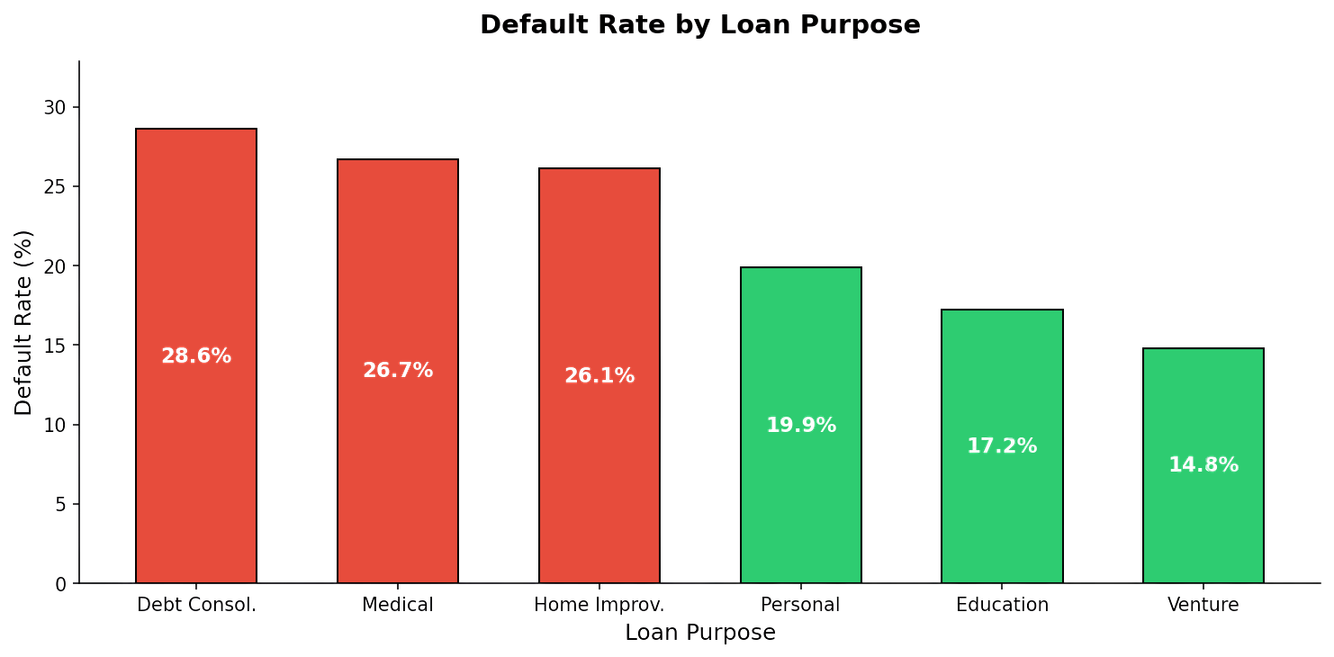 Default Rate by Loan Purpose
Default Rate (%)
30
25
20
15
10
5
0
28.6%
26.7%
26.1%
19.9%
17.2%
14.8%
Debt Consol.
Medical
Home Improv.
Personal
Education
Venture
Loan Purpose